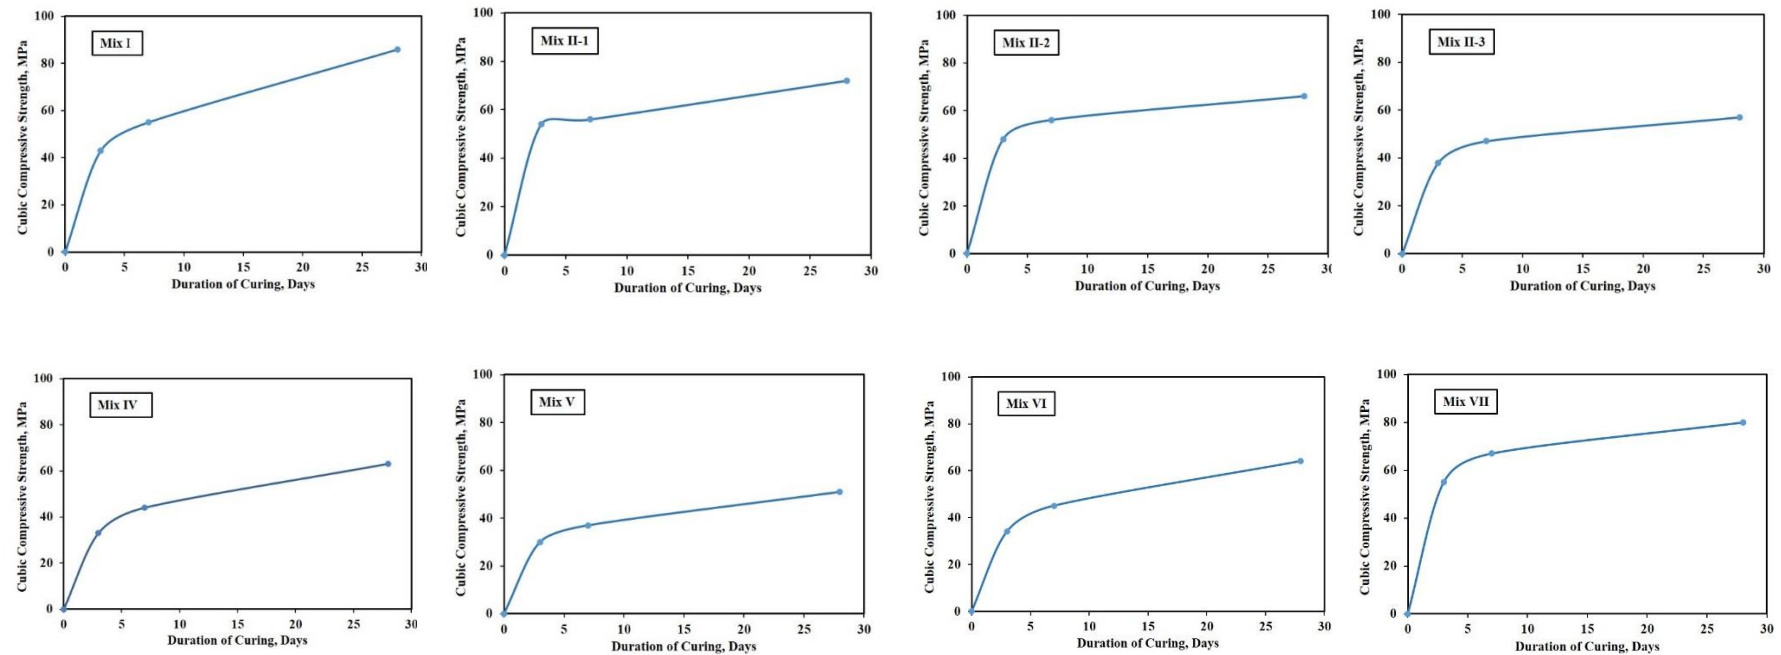 Mix I
Cubic Compressive Strength, MPa
100
80
60
40
20
0
0 5 10 15 20 25 30
Duration of Curing, Days
Mix II-1
Cubic Compressive Strength, MPa
100
80
60
40
20
0
0 5 10 15 20 25 30
Duration of Curing, Days
Mix II-2
Cubic Compressive Strength, MPa
100
80
60
40
20
0
0 5 10 15 20 25 30
Duration of Curing, Days
Mix II-3
Cubic Compressive Strength, MPa
100
80
60
40
20
0
0 5 10 15 20 25 30
Duration of Curing, Days
Mix IV
Cubic Compressive Strength, MPa
100
80
60
40
20
0
0 5 10 15 20 25 30
Duration of Curing, Days
Mix V
Cubic Compressive Strength, MPa
100
80
60
40
20
0
0 5 10 15 20 25 30
Duration of Curing, Days
Mix VI
Cubic Compressive Strength, MPa
100
80
60
40
20
0
0 5 10 15 20 25 30
Duration of Curing, Days
Mix VII
Cubic Compressive Strength, MPa
100
80
60
40
20
0
0 5 10 15 20 25 30
Duration of Curing, Days